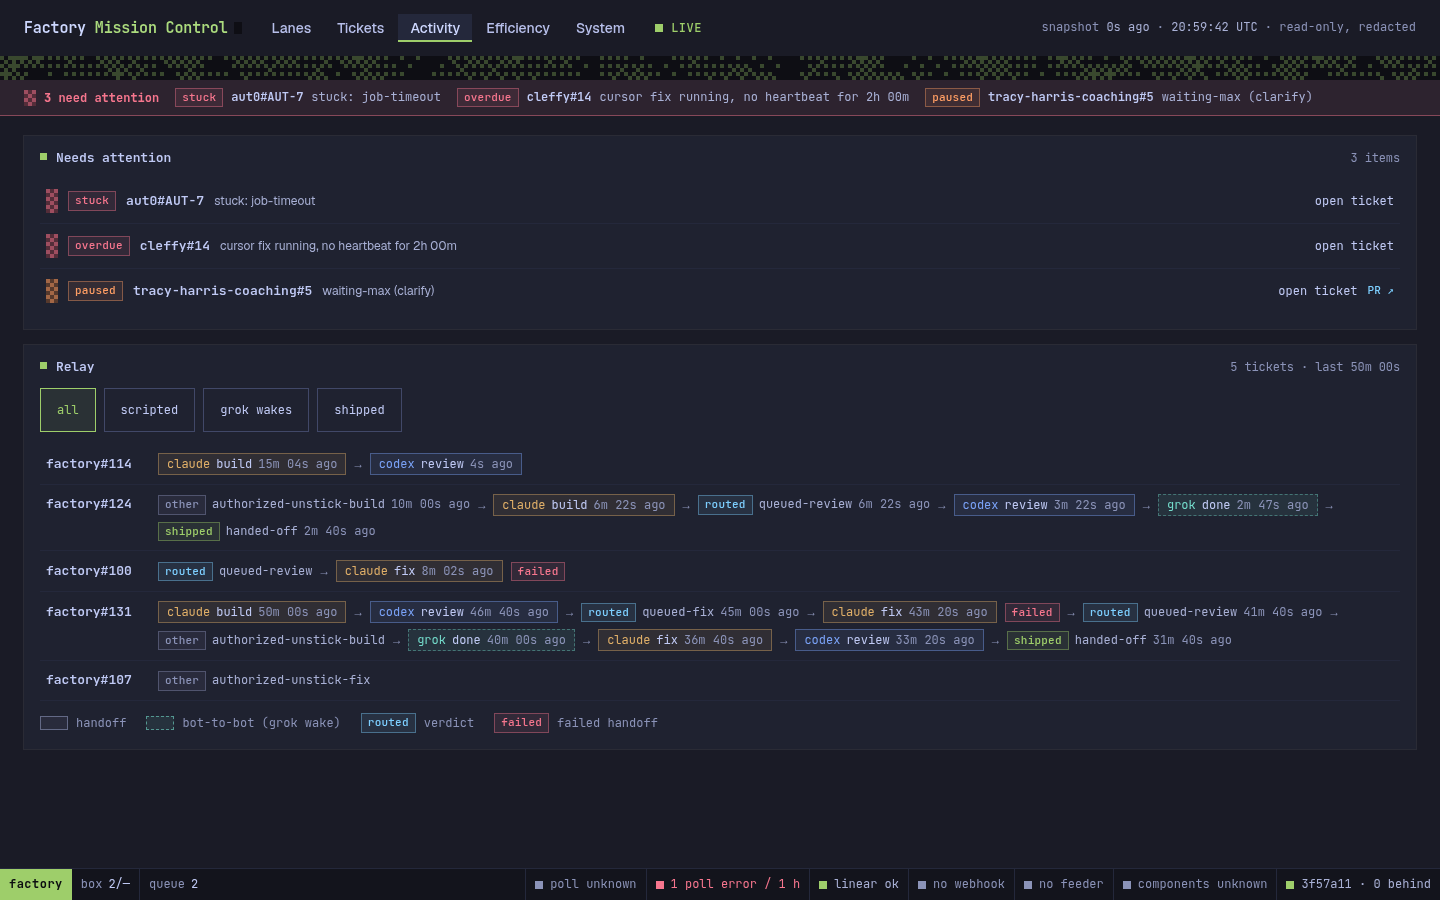 Factory Mission Control Lanes Tickets Activity Efficiency System LIVE snapshot 0s ago · 20:59:42 UTC · read-only, redacted
3 need attention stuck aut0#AUT-7 stuck: job-timeout overdue cleffy#14 cursor fix running, no heartbeat for 2h 00m paused tracy-harris-coaching#5 waiting-max (clarify)
Needs attention 3 items
stuck aut0#AUT-7 stuck: job-timeout open ticket
overdue cleffy#14 cursor fix running, no heartbeat for 2h 00m open ticket
paused tracy-harris-coaching#5 waiting-max (clarify) open ticket PR ↗
Relay 5 tickets · last 50m 00s
all scripted grok wakes shipped
factory#114 claude build 15m 04s ago → codex review 4s ago
factory#124 other authorized-unstick-build 10m 00s ago → claude build 6m 22s ago → routed queued-review 6m 22s ago → codex review 3m 22s ago → grok done 2m 47s ago →
shipped handed-off 2m 40s ago
factory#100 routed queued-review → claude fix 8m 02s ago failed
factory#131 claude build 50m 00s ago → codex review 46m 40s ago → routed queued-fix 45m 00s ago → claude fix 43m 20s ago failed → routed queued-review 41m 40s ago →
other authorized-unstick-build → grok done 40m 00s ago → claude fix 36m 40s ago → codex review 33m 20s ago → shipped handed-off 31m 40s ago
factory#107 other authorized-unstick-fix
handoff bot-to-bot (grok wake) routed verdict failed failed handoff
factory box 2/— queue 2 poll unknown 1 poll error / 1 h linear ok no webhook no feeder components unknown 3f57a11 · 0 behind